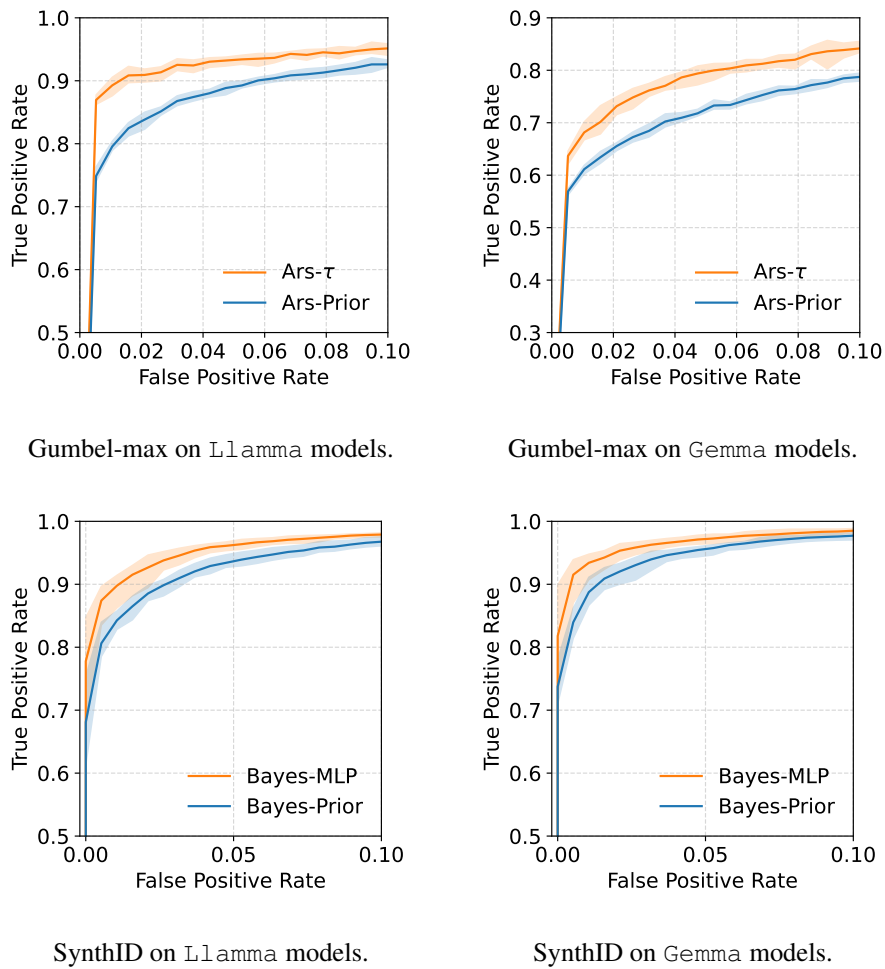 1.0
0.9
0.8
0.7
0.6
0.5
True Positive Rate
0.00 0.02 0.04 0.06 0.08 0.10
False Positive Rate
Ars-τ
Ars-Prior
Gumbel-max on Llamma models.
0.9
0.8
0.7
0.6
0.5
0.4
0.3
True Positive Rate
0.00 0.02 0.04 0.06 0.08 0.10
False Positive Rate
Ars-τ
Ars-Prior
Gumbel-max on Gemma models.
1.0
0.9
0.8
0.7
0.6
0.5
True Positive Rate
0.00 0.05 0.10
False Positive Rate
Bayes-MLP
Bayes-Prior
SynthID on Llamma models.
1.0
0.9
0.8
0.7
0.6
0.5
True Positive Rate
0.00 0.05 0.10
False Positive Rate
Bayes-MLP
Bayes-Prior
SynthID on Gemma models.